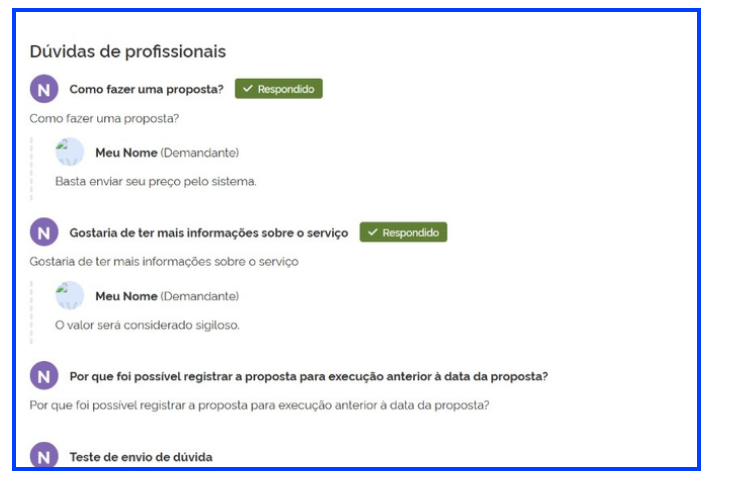 Dúvidas de profissionais
N Como fazer uma proposta? Respondido
Como fazer uma proposta?
Meu Nome (Demandante)
Basta enviar seu preço pelo sistema.
N Gostaria de ter mais informações sobre o serviço Respondido
Gostaria de ter mais informações sobre o serviço
Meu Nome (Demandante)
O valor será considerado sigiloso.
N Por que foi possível registrar a proposta para execução anterior à data da proposta?
Por que foi possível registrar a proposta para execução anterior à data da proposta?
N Teste de envio de dúvida